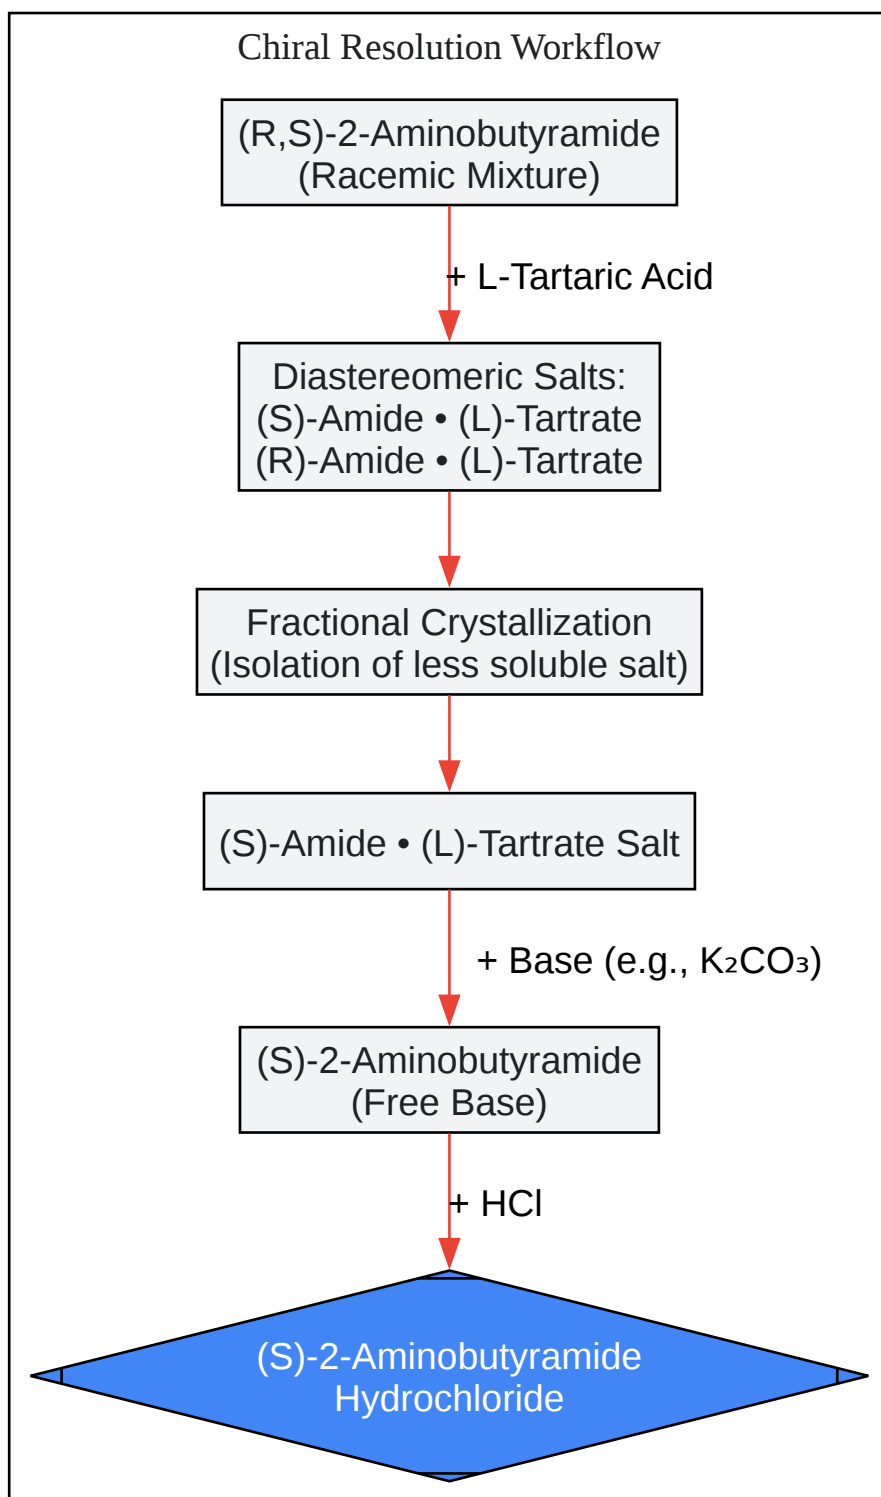 Chiral Resolution Workflow
(R,S)-2-Aminobutyramide
(Racemic Mixture)
+ L-Tartaric Acid
Diastereomeric Salts:
(S)-Amide • (L)-Tartrate
(R)-Amide • (L)-Tartrate
Fractional Crystallization
(Isolation of less soluble salt)
(S)-Amide • (L)-Tartrate Salt
+ Base (e.g., K₂CO₃)
(S)-2-Aminobutyramide
(Free Base)
+ HCl
(S)-2-Aminobutyramide
Hydrochloride